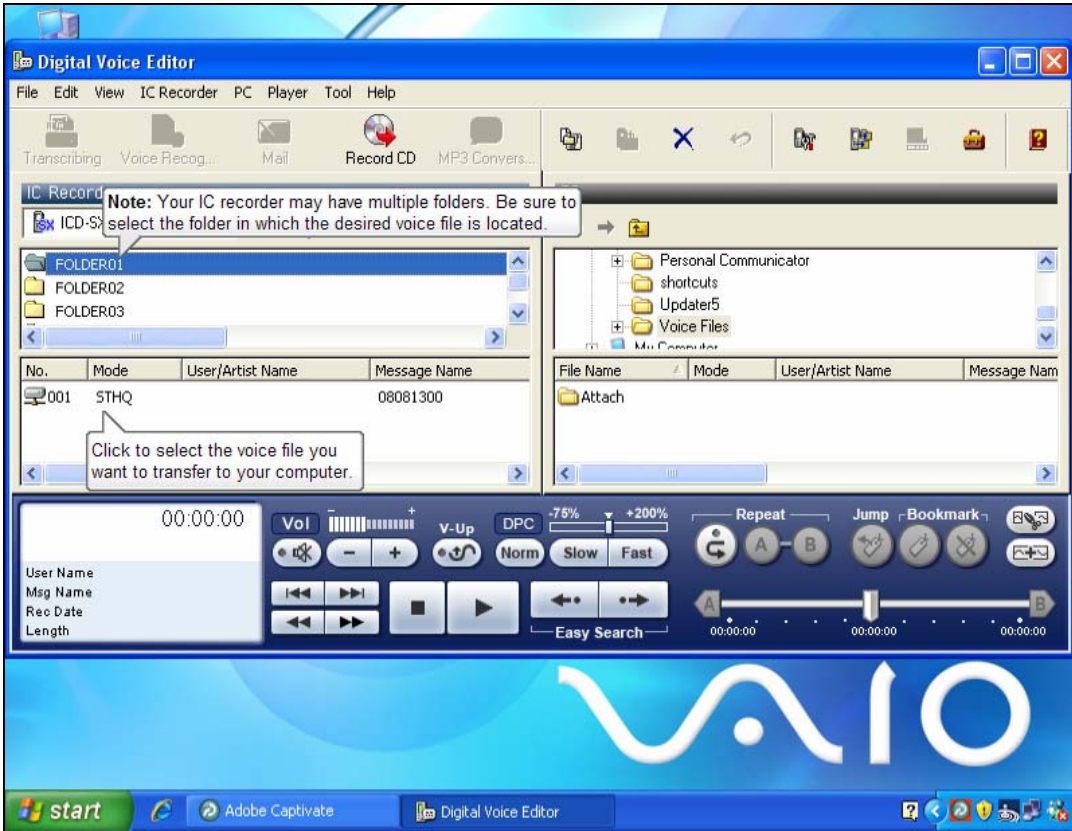 Digital Voice Editor
File Edit View IC Recorder PC Player Tool Help
Transcribing Voice Recog... Mail Record CD MP3 Convers...
IC Record
Note: Your IC recorder may have multiple folders. Be sure to
select the folder in which the desired voice file is located.
SX ICD-SX
FOLDER01
FOLDER02
FOLDER03
Personal Communicator
shortcuts
Updater5
Voice Files
My Computer
No. Mode User/Artist Name Message Name
001 STHQ 08081300
Click to select the voice file you
want to transfer to your computer.
File Name Mode User/Artist Name Message Nam
Attach
00:00:00
User Name
Msg Name
Rec Date
Length
Vol - + V-Up DPC -75% +200%
- + Norm Slow Fast
Easy Search
Repeat Jump Bookmark
A - B
A B
00:00:00 00:00:00 00:00:00
VAIO
start Adobe Captivate Digital Voice Editor